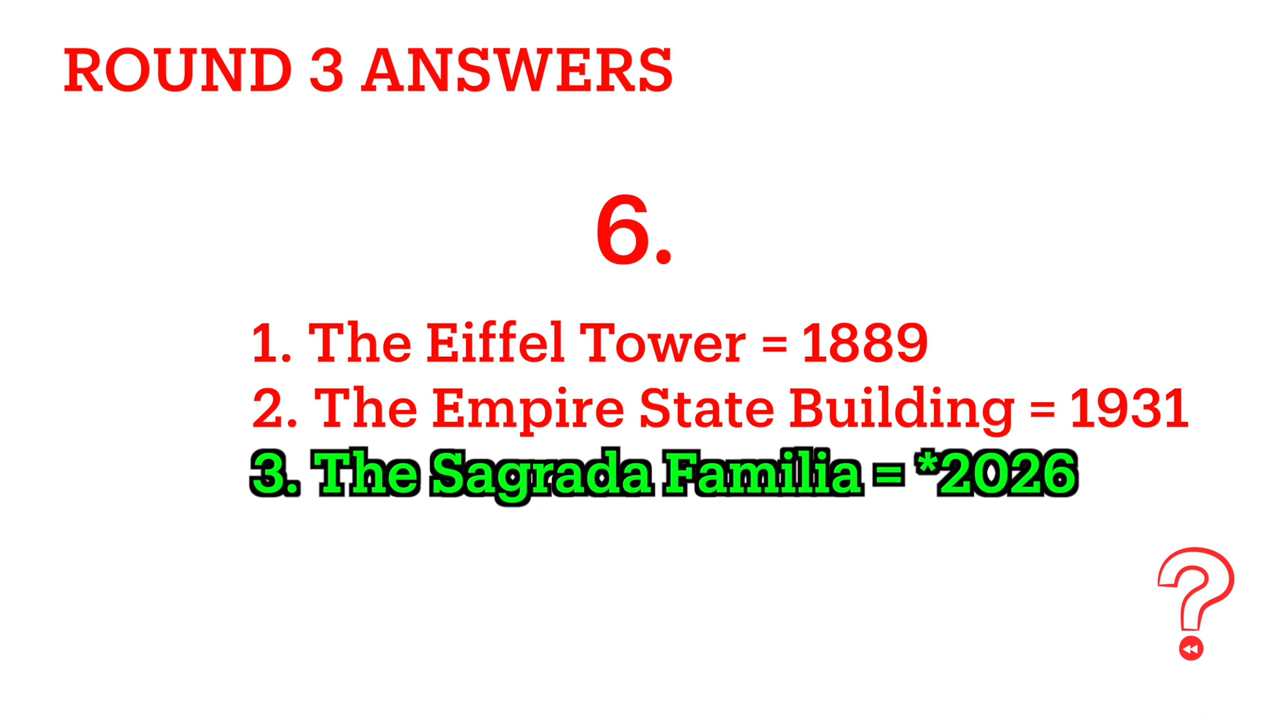 ROUND 3 ANSWERS
6.
1. The Eiffel Tower = 1889
2. The Empire State Building = 1931
3. The Sagrada Familia = *2026
?